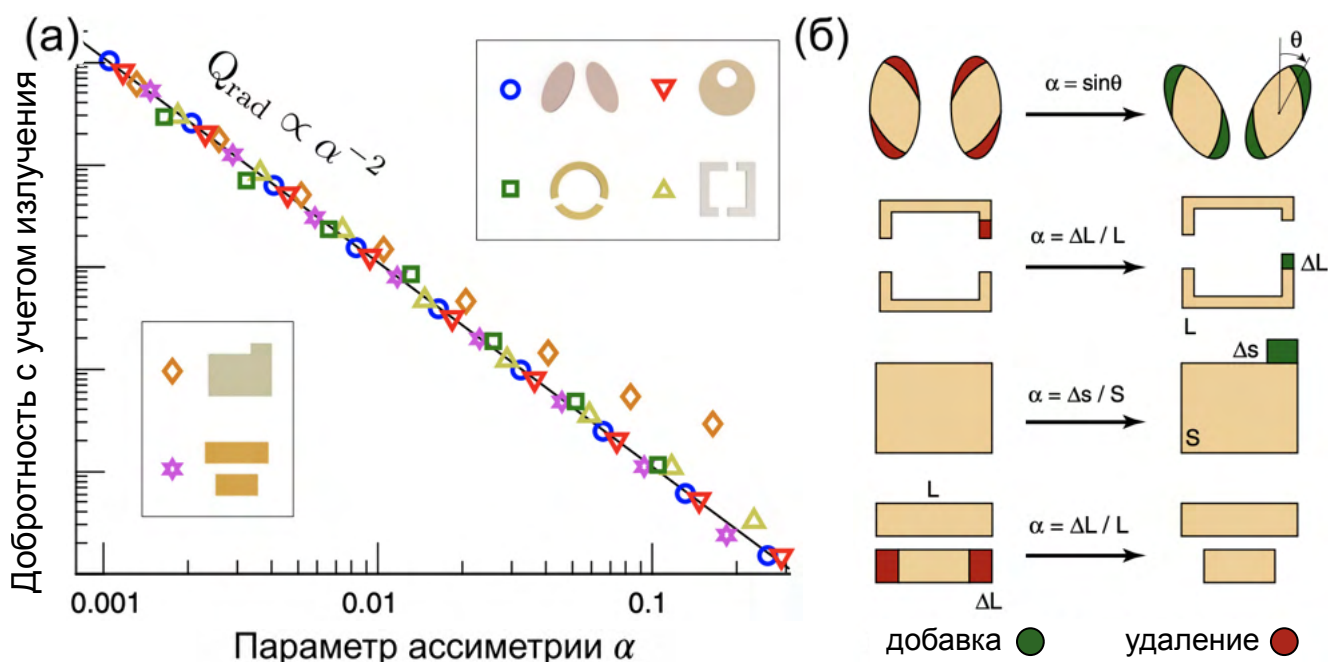 (а)
Добротность с учетом излучения
Q_rad ∝ α⁻²
0.001
0.01
0.1
Параметр ассиметрии α
(б)
α = sinθ
θ
α = ΔL / L
ΔL
L
Δs
α = Δs / S
S
L
α = ΔL / L
ΔL
добавка
удаление